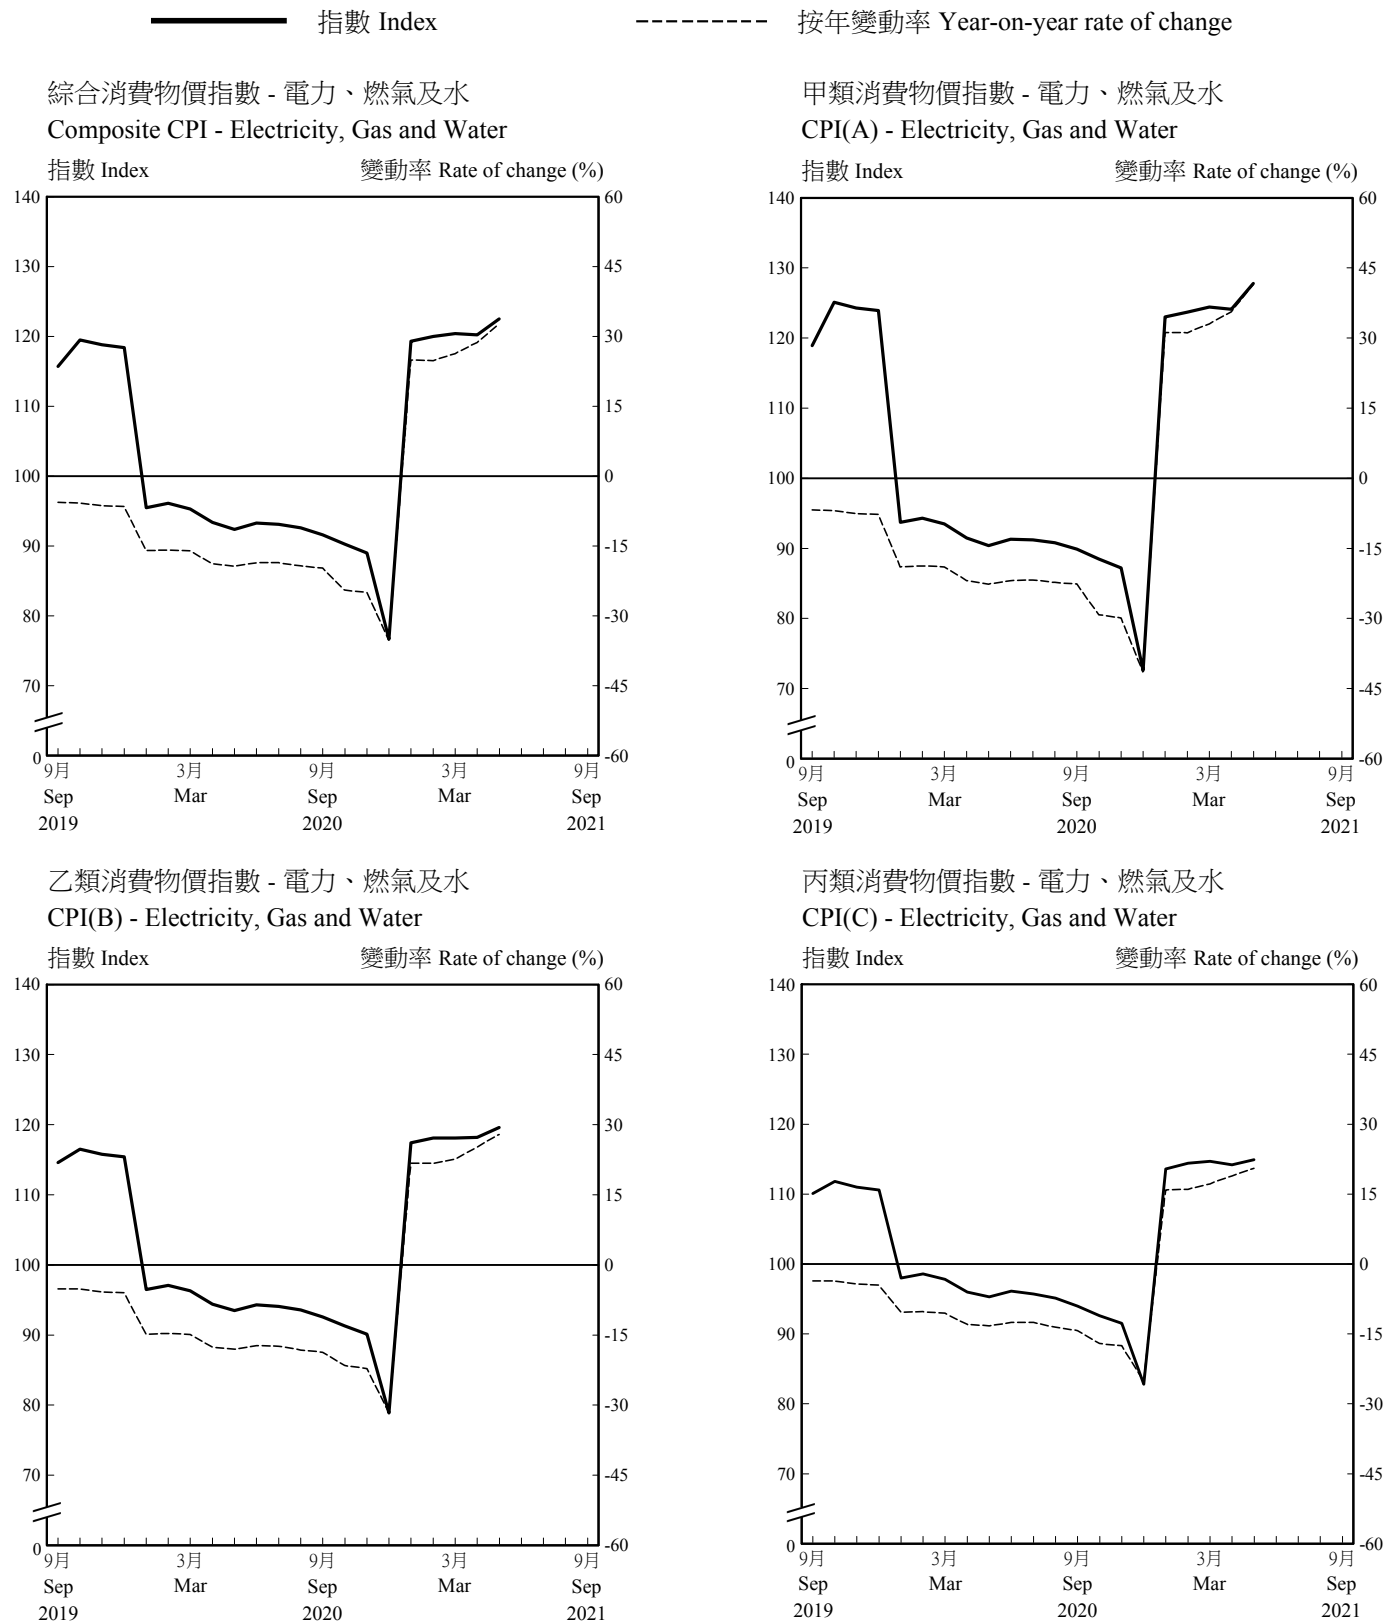 指數 Index
按年變動率 Year-on-year rate of change
綜合消費物價指數 - 電力、燃氣及水
Composite CPI - Electricity, Gas and Water
指數 Index 變動率 Rate of change (%)
140 60
130 45
120 30
110 15
100 0
90 -15
80 -30
70 -45
0 -60
9月 3月 9月 3月 9月
Sep Mar Sep Mar Sep
2019 2020 2021
甲類消費物價指數 - 電力、燃氣及水
CPI(A) - Electricity, Gas and Water
指數 Index 變動率 Rate of change (%)
140 60
130 45
120 30
110 15
100 0
90 -15
80 -30
70 -45
0 -60
9月 3月 9月 3月 9月
Sep Mar Sep Mar Sep
2019 2020 2021
乙類消費物價指數 - 電力、燃氣及水
CPI(B) - Electricity, Gas and Water
指數 Index 變動率 Rate of change (%)
140 60
130 45
120 30
110 15
100 0
90 -15
80 -30
70 -45
0 -60
9月 3月 9月 3月 9月
Sep Mar Sep Mar Sep
2019 2020 2021
丙類消費物價指數 - 電力、燃氣及水
CPI(C) - Electricity, Gas and Water
指數 Index 變動率 Rate of change (%)
140 60
130 45
120 30
110 15
100 0
90 -15
80 -30
70 -45
0 -60
9月 3月 9月 3月 9月
Sep Mar Sep Mar Sep
2019 2020 2021